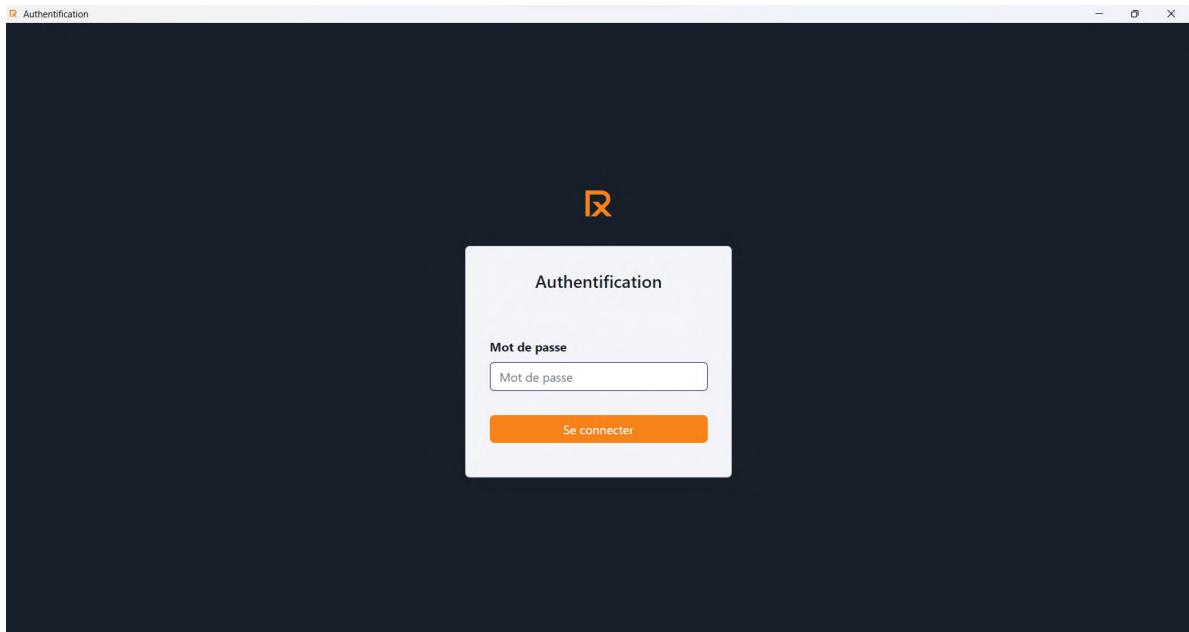 Authentification
Authentification
Mot de passe
Mot de passe
Se connecter